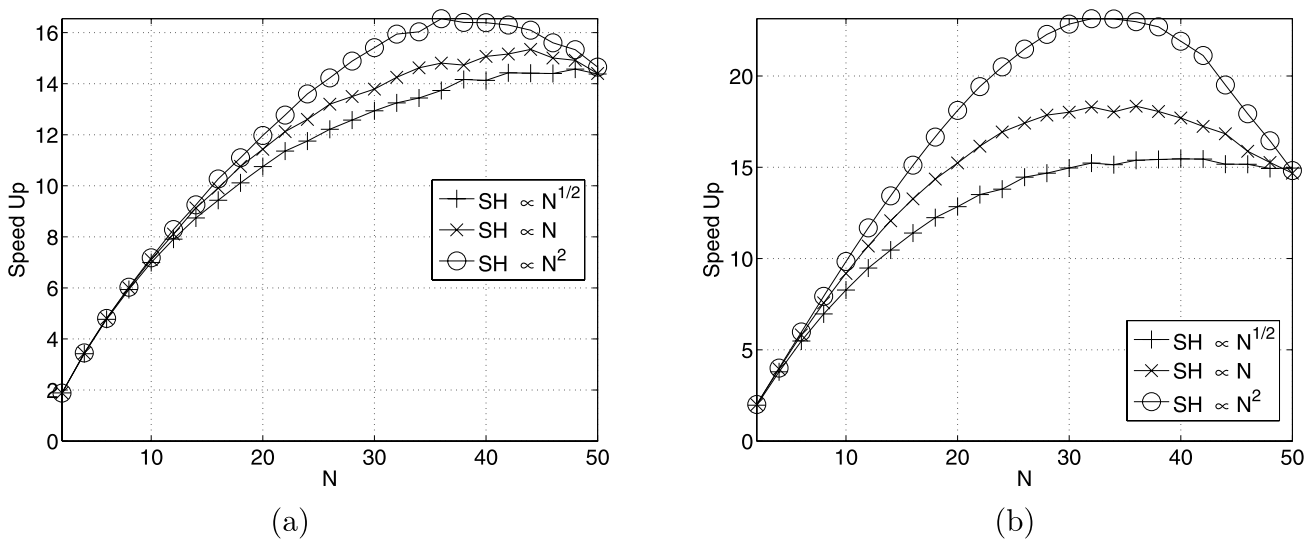 16
14
12
10
8
6
4
2
0
Speed Up
10 20 30 40 50
N
SH ∝ N^1/2
SH ∝ N
SH ∝ N^2
(a)
20
15
10
5
0
Speed Up
10 20 30 40 50
N
SH ∝ N^1/2
SH ∝ N
SH ∝ N^2
(b)